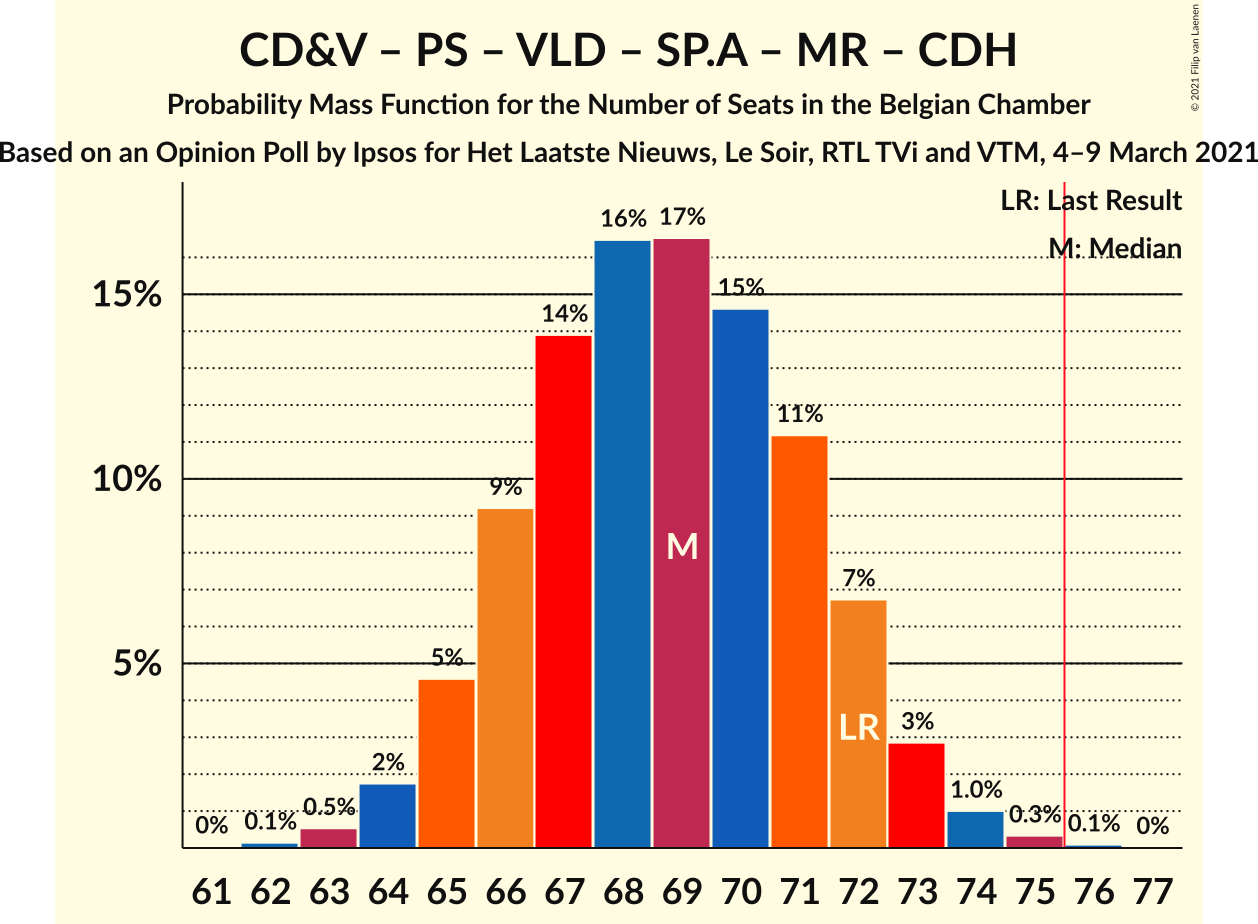 CD&V – PS – VLD – SP.A – MR – CDH
Probability Mass Function for the Number of Seats in the Belgian Chamber
Based on an Opinion Poll by Ipsos for Het Laatste Nieuws, Le Soir, RTL TVi and VTM, 4–9 March 2021
© 2021 Filip van Laenen
LR: Last Result
M: Median
15%
10%
5%
0%
0.1%
0.5%
2%
5%
9%
14%
16%
17%
15%
11%
7%
3%
1.0%
0.3%
0.1%
0%
M
LR
61 62 63 64 65 66 67 68 69 70 71 72 73 74 75 76 77